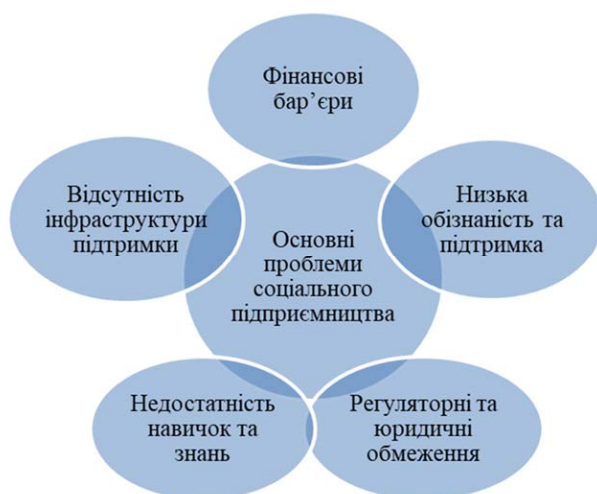 Фінансові
бар’єри
Відсутність
інфраструктури
підтримки
Низька
обізнаність та
підтримка
Основні
проблеми
соціального
підприємництва
Недостатність
навичок та
знань
Регуляторні та
юридичні
обмеження